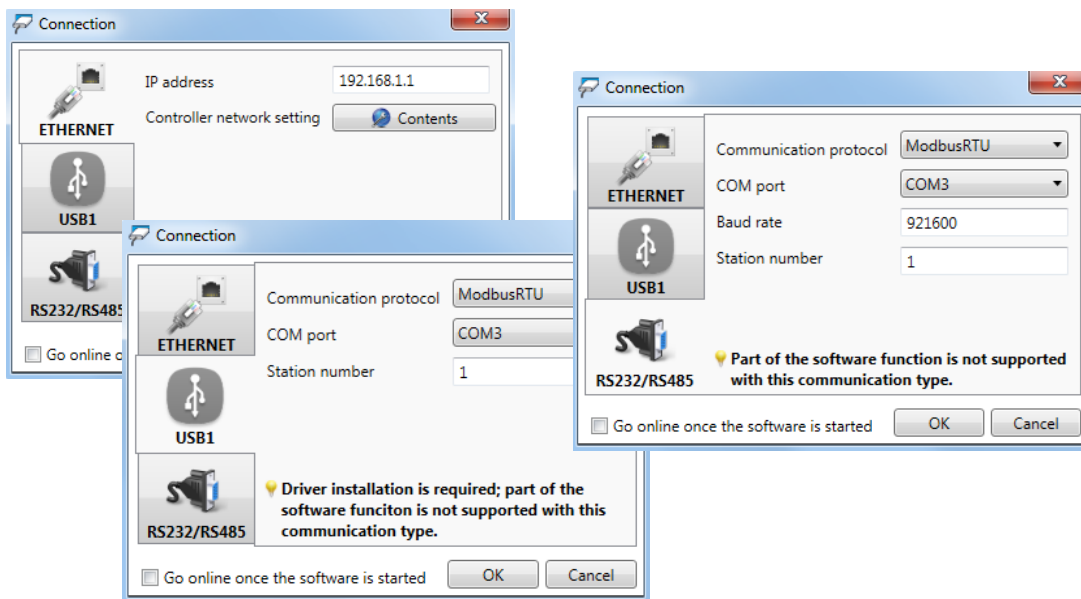 Connection
ETHERNET
IP address
192.168.1.1
Controller network setting
Contents
USB1
RS232/RS485
Go online o
Connection
ETHERNET
Communication protocol
ModbusRTU
COM port
COM3
Station number
1
USB1
RS232/RS485
Driver installation is required; part of the
software funciton is not supported with this
communication type.
Go online once the software is started
OK
Cancel
Connection
ETHERNET
Communication protocol
ModbusRTU
COM port
COM3
Baud rate
921600
Station number
1
USB1
RS232/RS485
Part of the software function is not supported
with this communication type.
Go online once the software is started
OK
Cancel